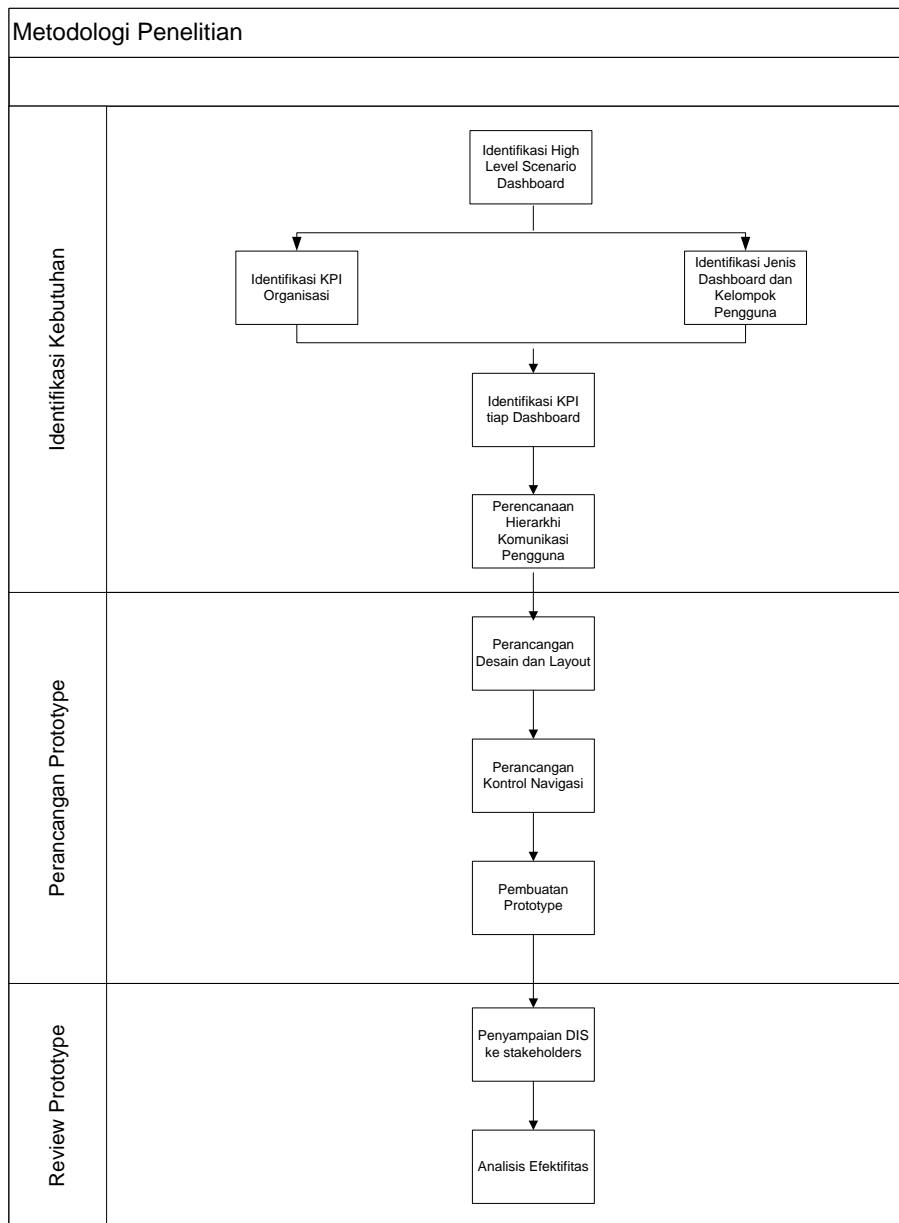 Metodologi Penelitian
Identifikasi Kebutuhan
Identifikasi High
Level Scenario
Dashboard
Identifikasi KPI
Organisasi
Identifikasi Jenis
Dashboard dan
Kelompok
Pengguna
Identifikasi KPI
tiap Dashboard
Perencanaan
Hierarkhi
Komunikasi
Pengguna
Perancangan Prototype
Perancangan
Desain dan Layout
Perancangan
Kontrol Navigasi
Pembuatan
Prototype
Review Prototype
Penyampaian DIS
ke stakeholders
Analisis Efektifitas